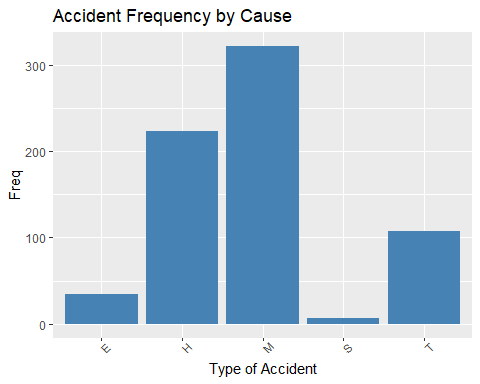 Accident Frequency by Cause
300
200
100
0
Freq
E H M S T
Type of Accident